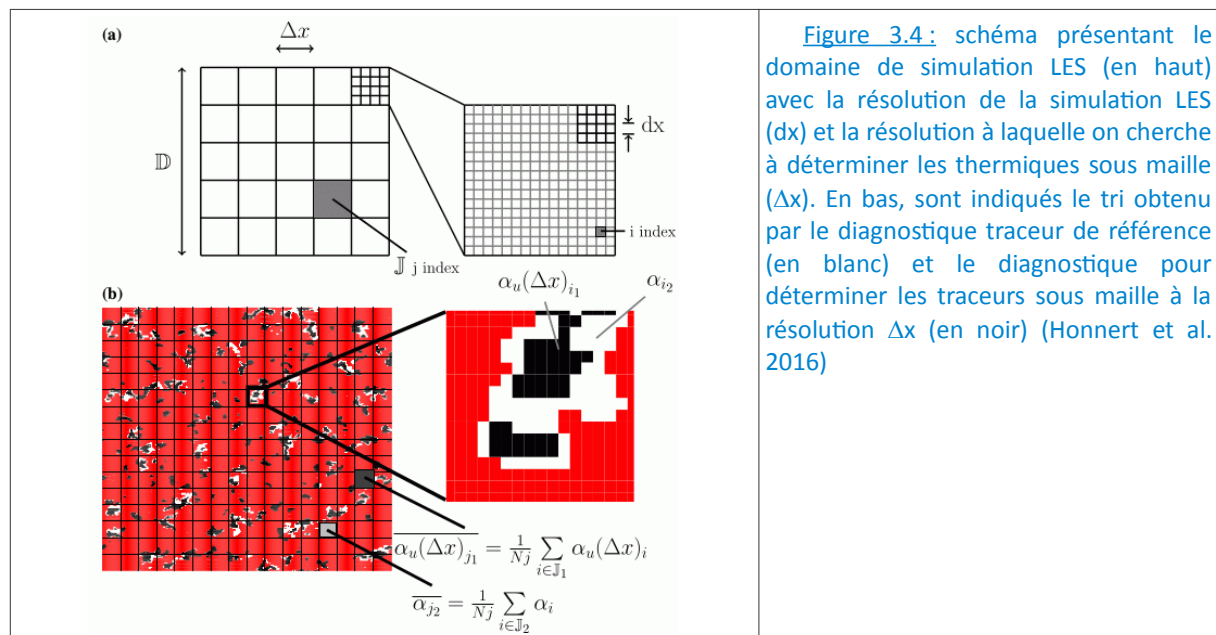 (a)
Δx
𝔻
dx
i index
𝕁 j index
(b)
α_u(Δx)_{i_1}
α_{i_2}
\overline{α_u(Δx)_{j_1}} = \frac{1}{Nj} \sum_{i∈𝕁_1} α_u(Δx)_i
\overline{α_{j_2}} = \frac{1}{Nj} \sum_{i∈𝕁_2} α_i
Figure 3.4 : schéma présentant le
domaine de simulation LES (en haut)
avec la résolution de la simulation LES
(dx) et la résolution à laquelle on cherche
à déterminer les thermiques sous maille
(Δx). En bas, sont indiqués le tri obtenu
par le diagnostique traceur de référence
(en blanc) et le diagnostique pour
déterminer les traceurs sous maille à la
résolution Δx (en noir) (Honnert et al.
2016)